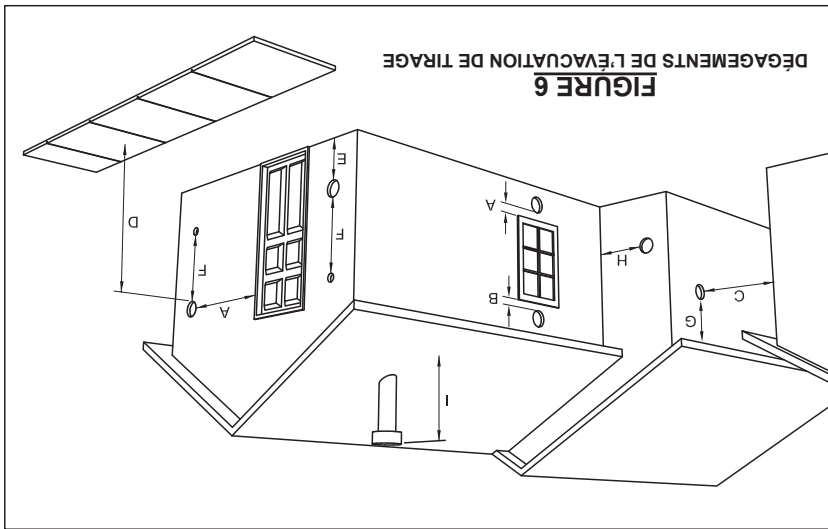 I
G
A
B
C
F
H
F
D
A
E
FIGURE 6
DÉGAGEMENTS DE L'ÉVACUATION DE TIRAGE